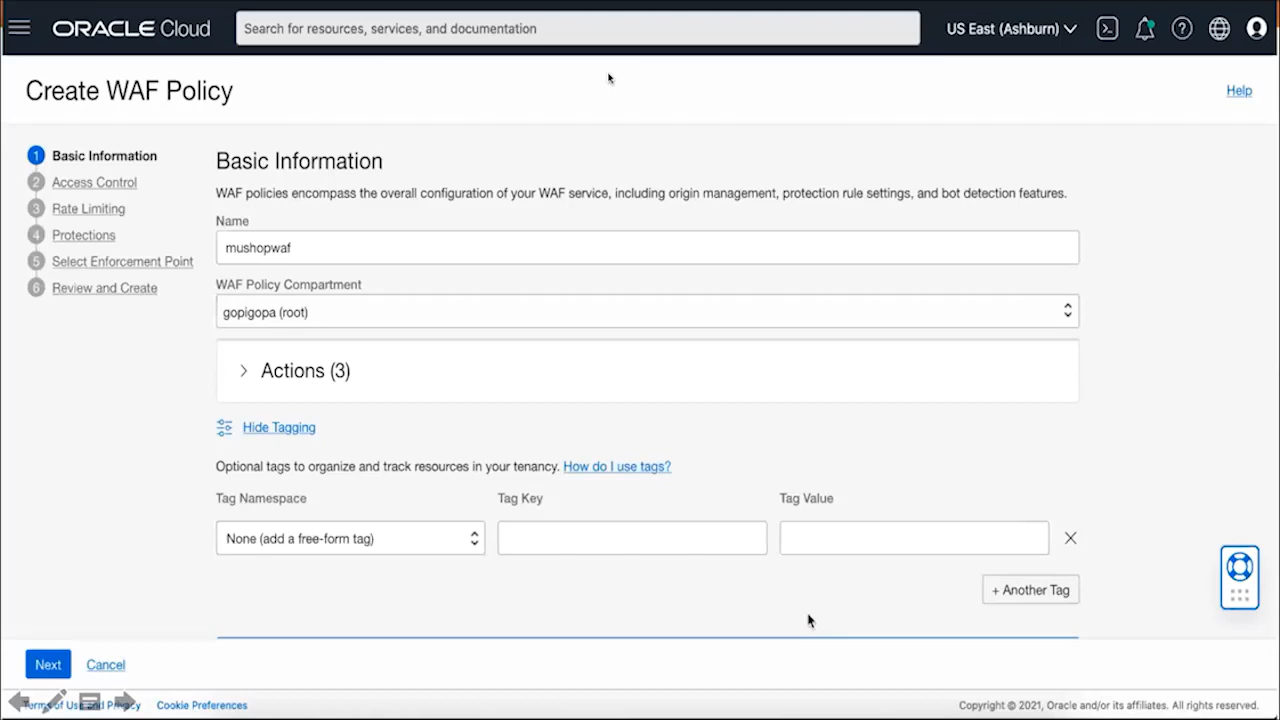 ORACLE Cloud
Search for resources, services, and documentation
US East (Ashburn)
Create WAF Policy
Help
1 Basic Information
2 Access Control
3 Rate Limiting
4 Protections
5 Select Enforcement Point
6 Review and Create
Basic Information
WAF policies encompass the overall configuration of your WAF service, including origin management, protection rule settings, and bot detection features.
Name
mushopwaf
WAF Policy Compartment
gopigopa (root)
Actions (3)
Hide Tagging
Optional tags to organize and track resources in your tenancy. How do I use tags?
Tag Namespace Tag Key Tag Value
None (add a free-form tag)
+ Another Tag
Next Cancel
Terms of Use and Privacy Cookie Preferences Copyright © 2021, Oracle and/or its affiliates. All rights reserved.